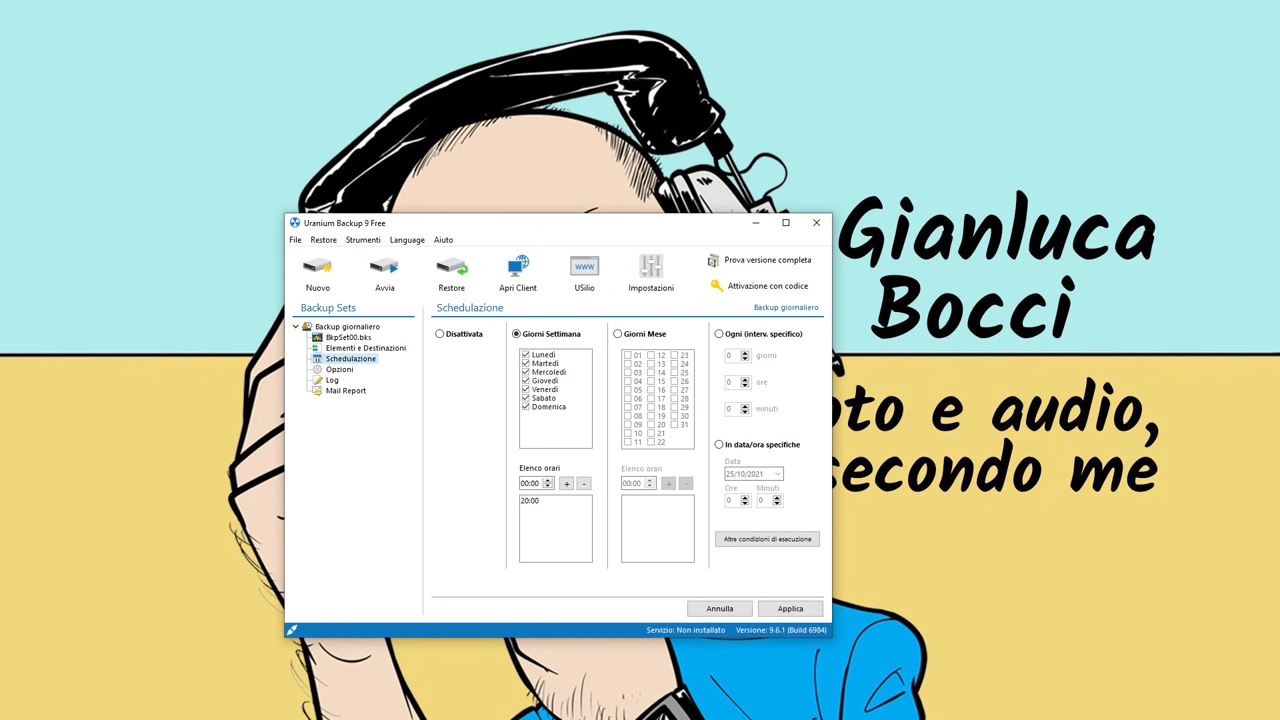 Gianluca
Bocci
oto e audio,
secondo me
Uranium Backup 9 Free
File Restore Strumenti Language Aiuto
Nuovo Avvia Restore Apri Client USilio Impostazioni
WWW
Prova versione completa
Attivazione con codice
Backup Sets
Backup giornaliero
BkpSet00.bks
Elementi e Destinazioni
Schedulazione
Opzioni
Log
Mail Report
Schedulazione Backup giornaliero
Disattivata
Giorni Settimana
Lunedì
Martedì
Mercoledì
Giovedì
Venerdì
Sabato
Domenica
Elenco orari
00:00 + -
20:00
Giorni Mese
01 12 23
02 13 24
03 14 25
04 15 26
05 16 27
06 17 28
07 18 29
08 19 30
09 20 31
10 21
11 22
Elenco orari
00:00 + -
Ogni (interv. specifico)
0 giorni
0 ore
0 minuti
In data/ora specifiche
Data
25/10/2021
Ore Minuti
0 0
Altre condizioni di esecuzione
Annulla Applica
Servizio: Non installato Versione: 9.6.1 (Build 6984)